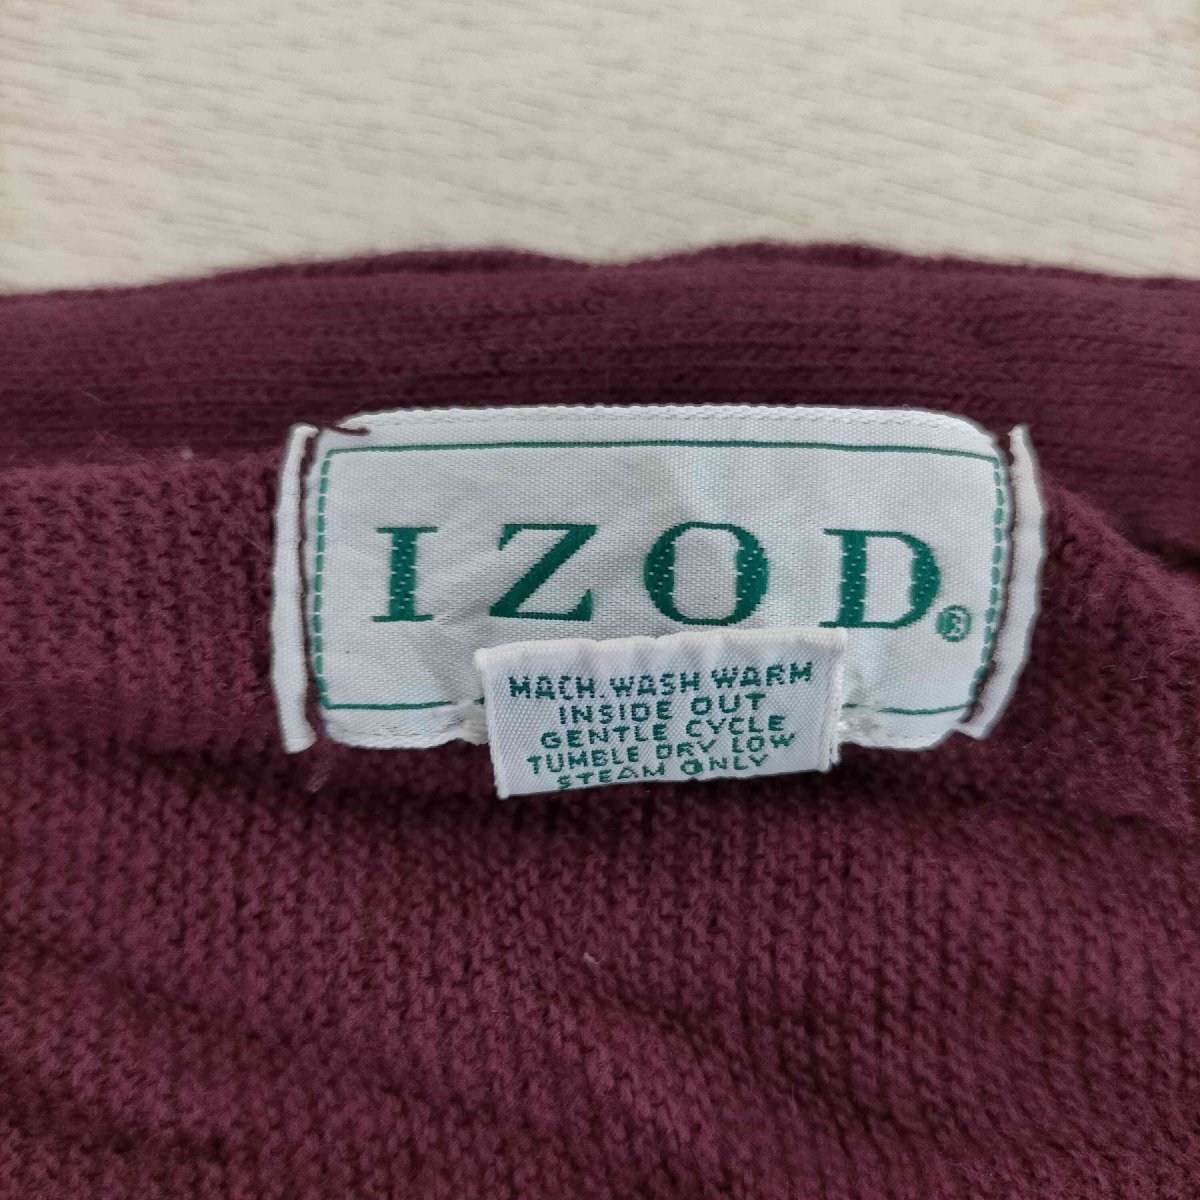 IZOD®
MACH. WASH WARM
INSIDE OUT
GENTLE CYCLE
TUMBLE DRY LOW
STEAM ONLY